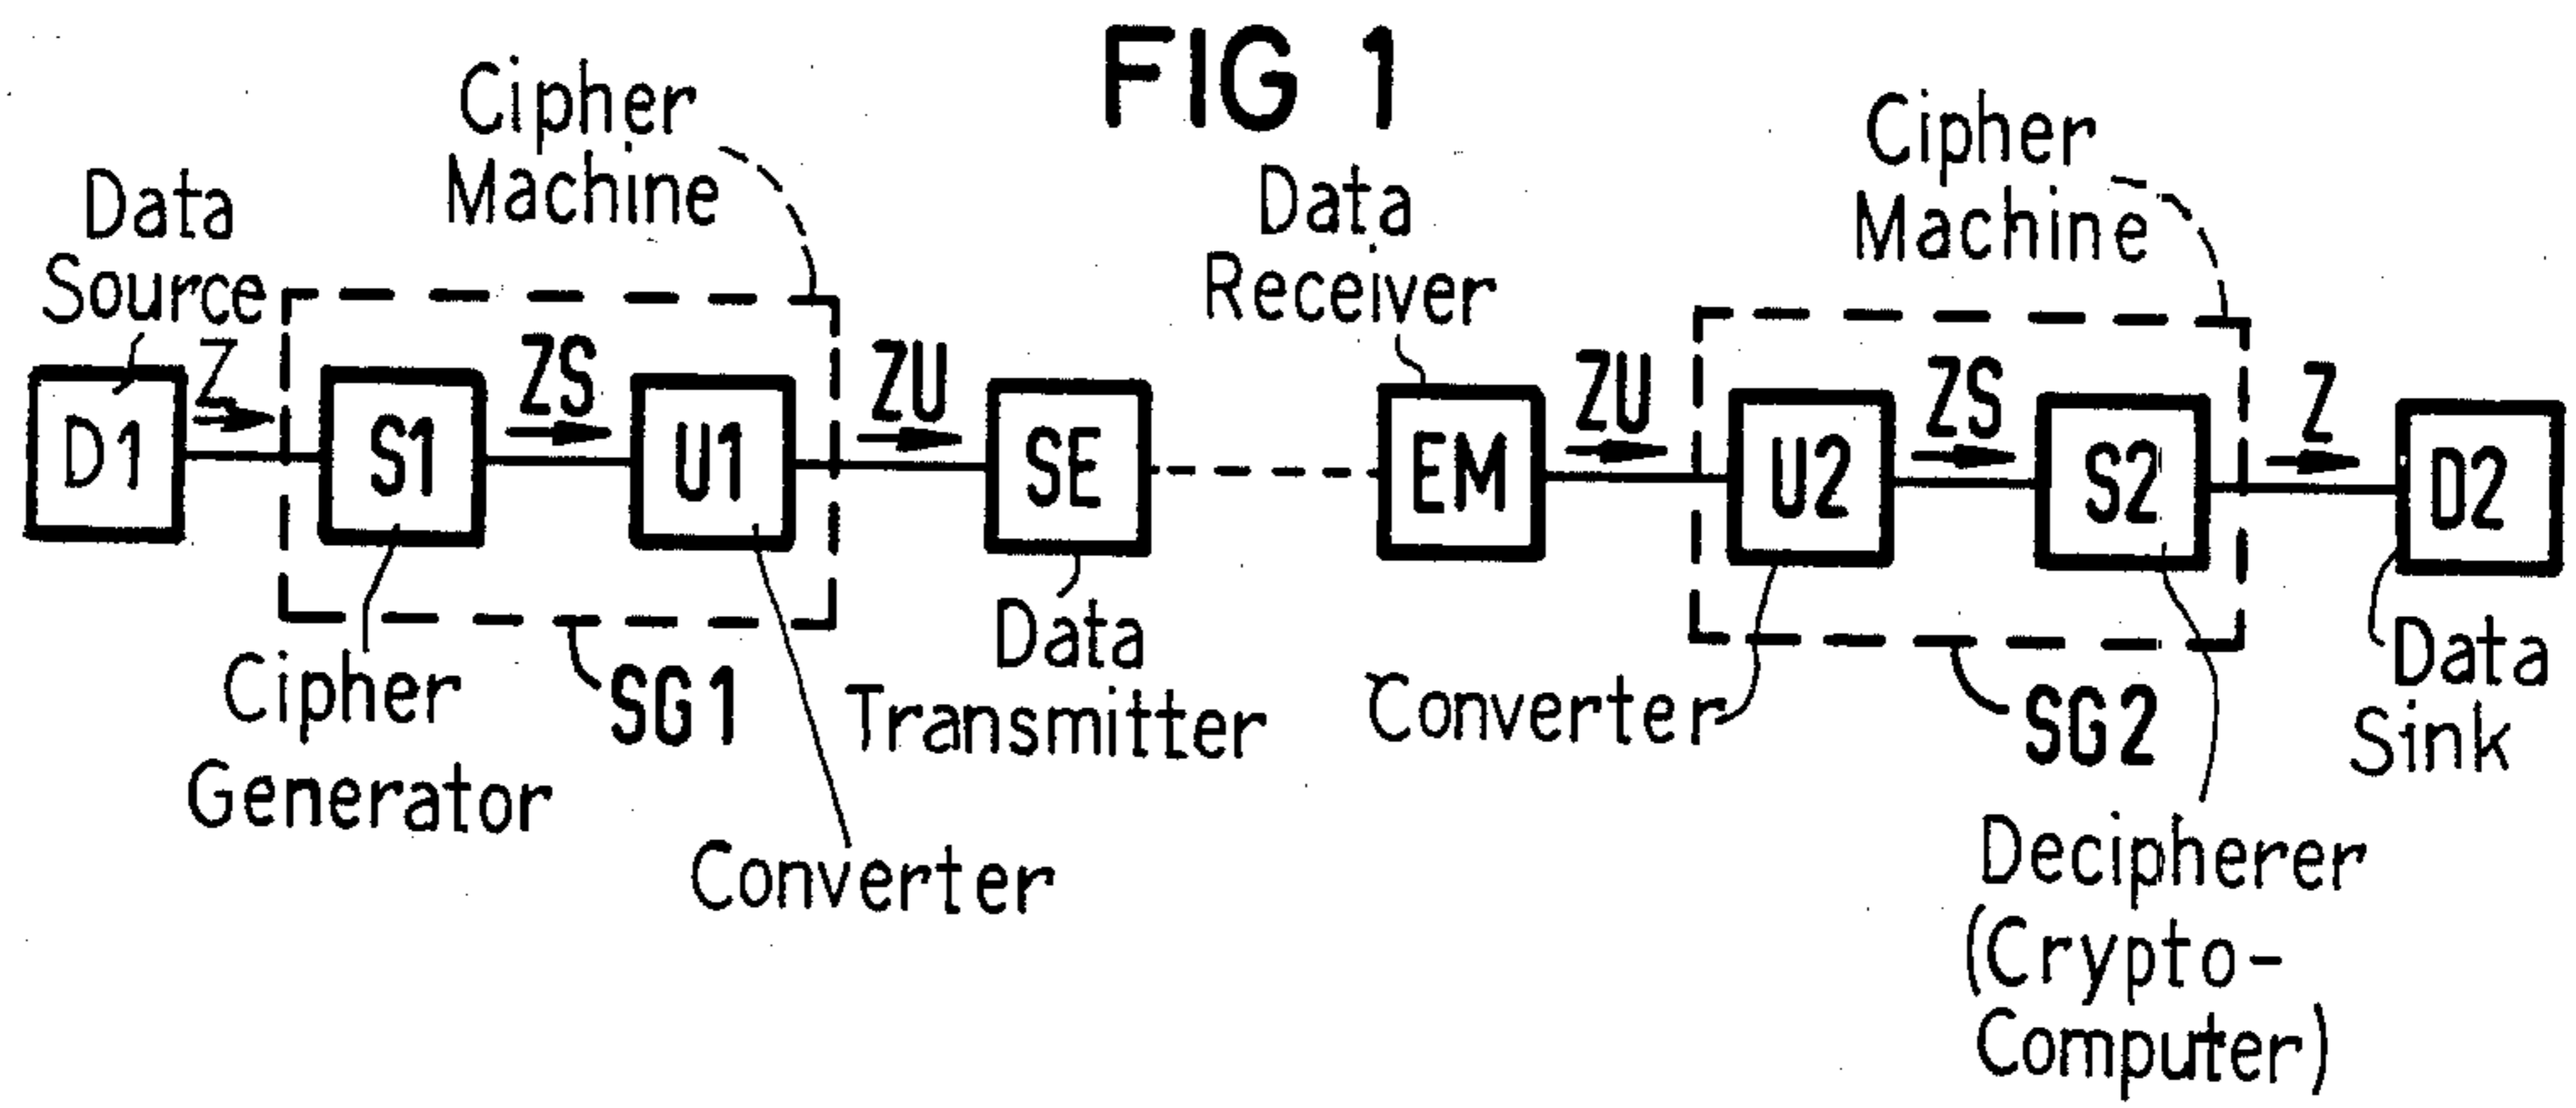 FIG 1
Cipher
Machine
Data
Source
Data
Receiver
Cipher
Machine
Z
ZS
ZU
ZU
ZS
Z
D1
S1
U1
SE
EM
U2
S2
D2
Cipher
Generator
SG1
Converter
Data
Transmitter
Converter
SG2
Decipherer
(Crypto-
Computer)
Data
Sink